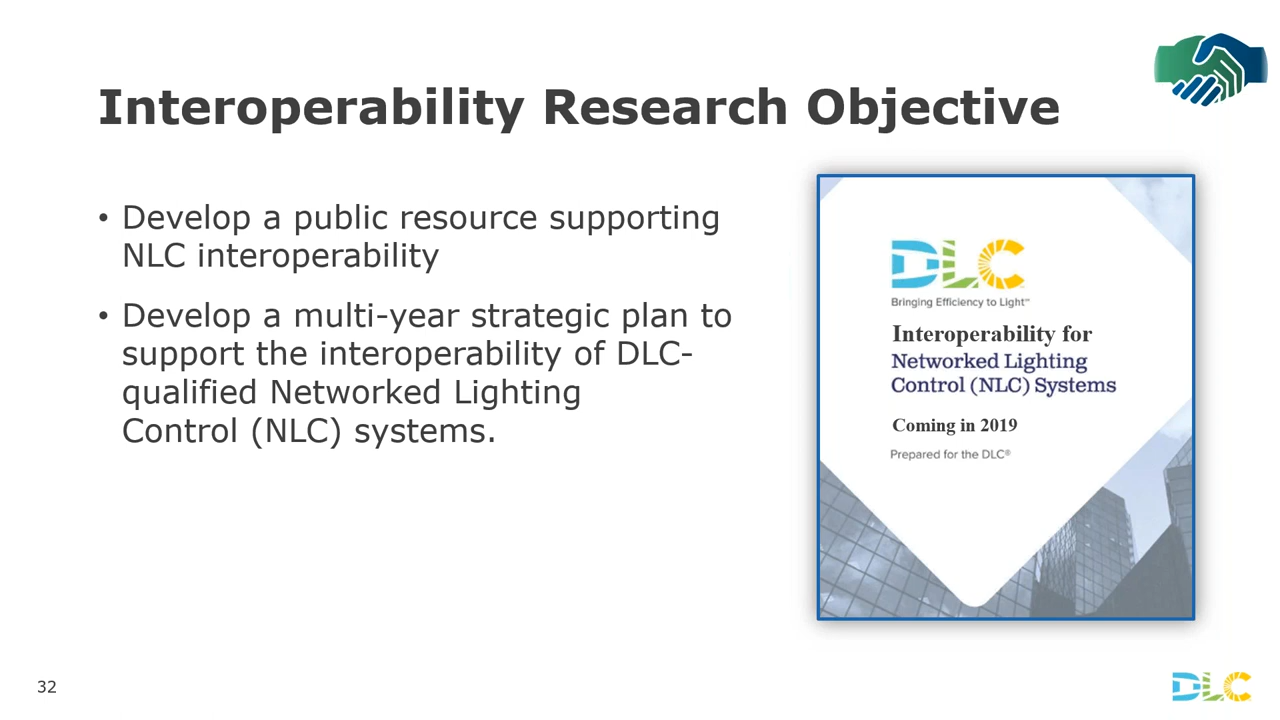 Interoperability Research Objective
• Develop a public resource supporting
NLC interoperability
• Develop a multi-year strategic plan to
support the interoperability of DLC-
qualified Networked Lighting
Control (NLC) systems.
DLC
Bringing Efficiency to Light™
Interoperability for
Networked Lighting
Control (NLC) Systems
Coming in 2019
Prepared for the DLC®
32
DLC